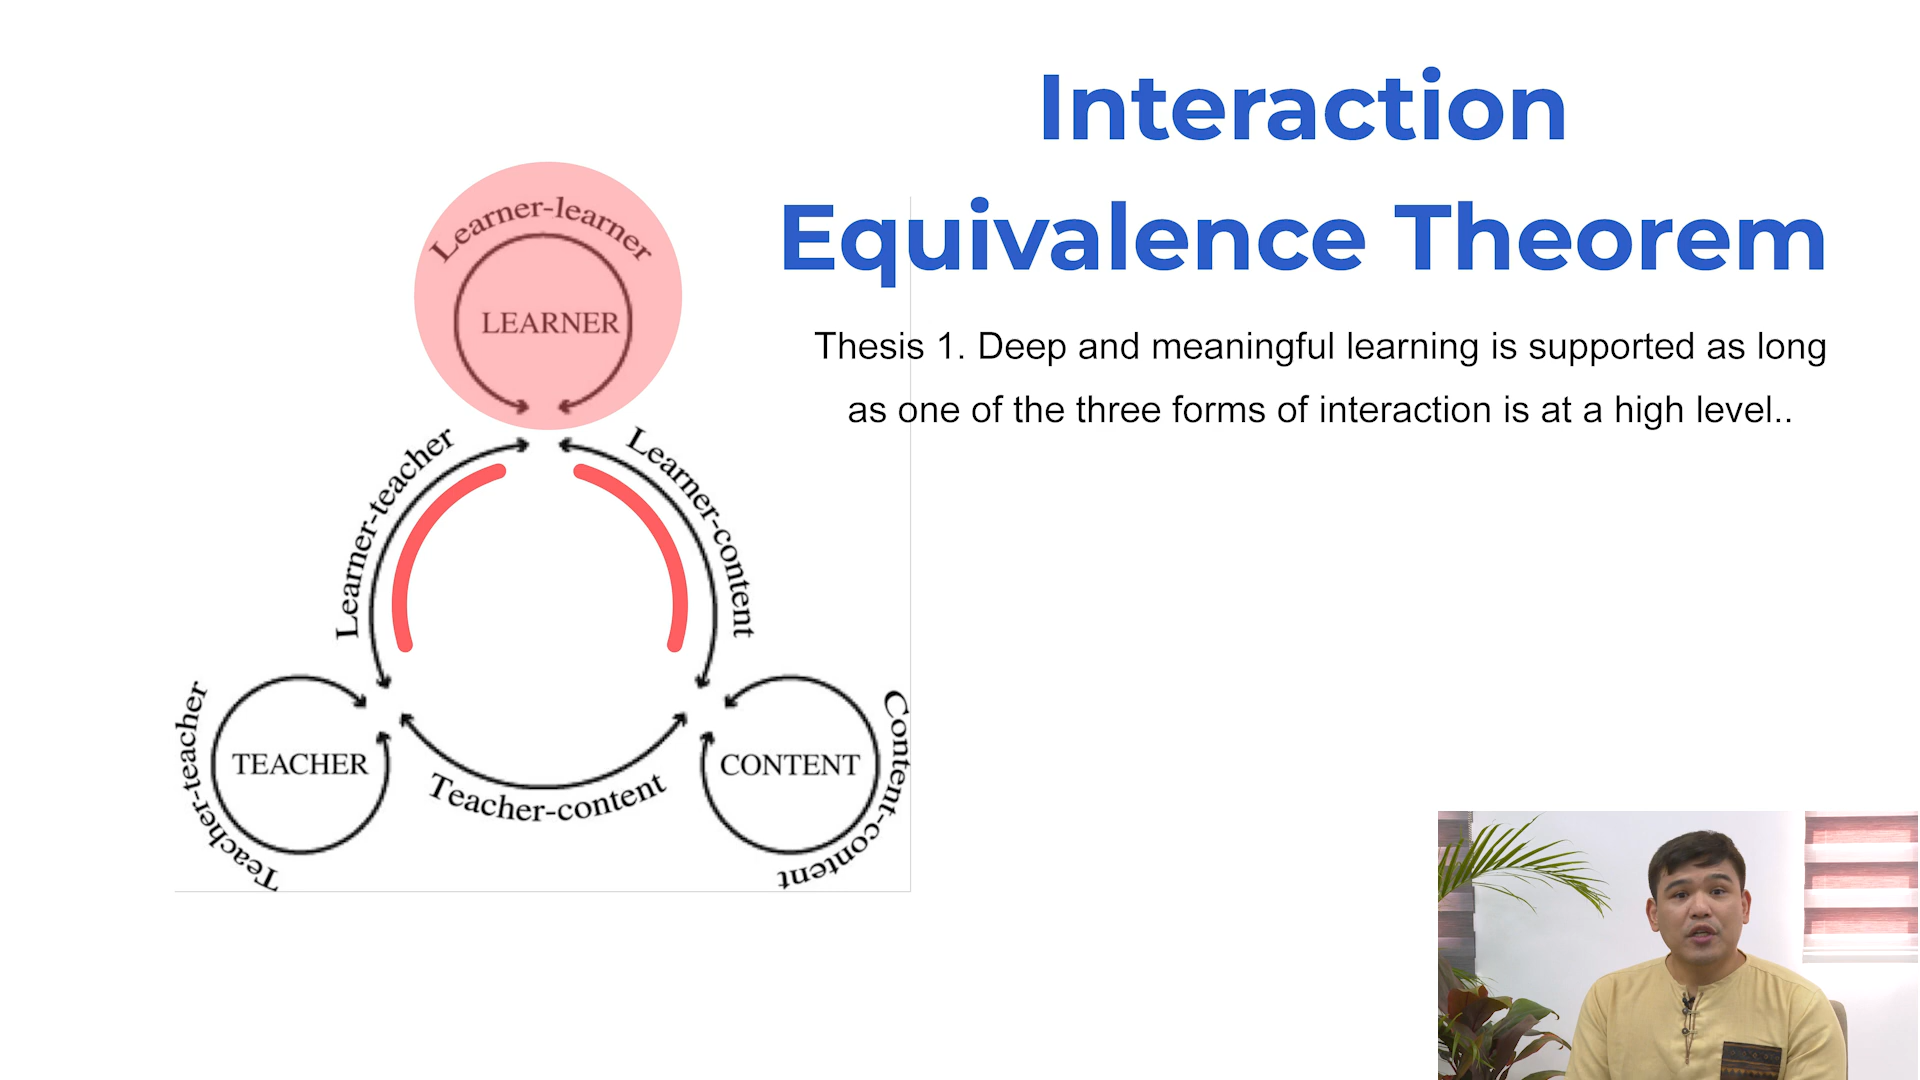 Interaction
Equivalence Theorem
Thesis 1. Deep and meaningful learning is supported as long
as one of the three forms of interaction is at a high level..
Learner-learner
LEARNER
Learner-teacher
Learner-content
Teacher-teacher
TEACHER
Teacher-content
CONTENT
Content-content